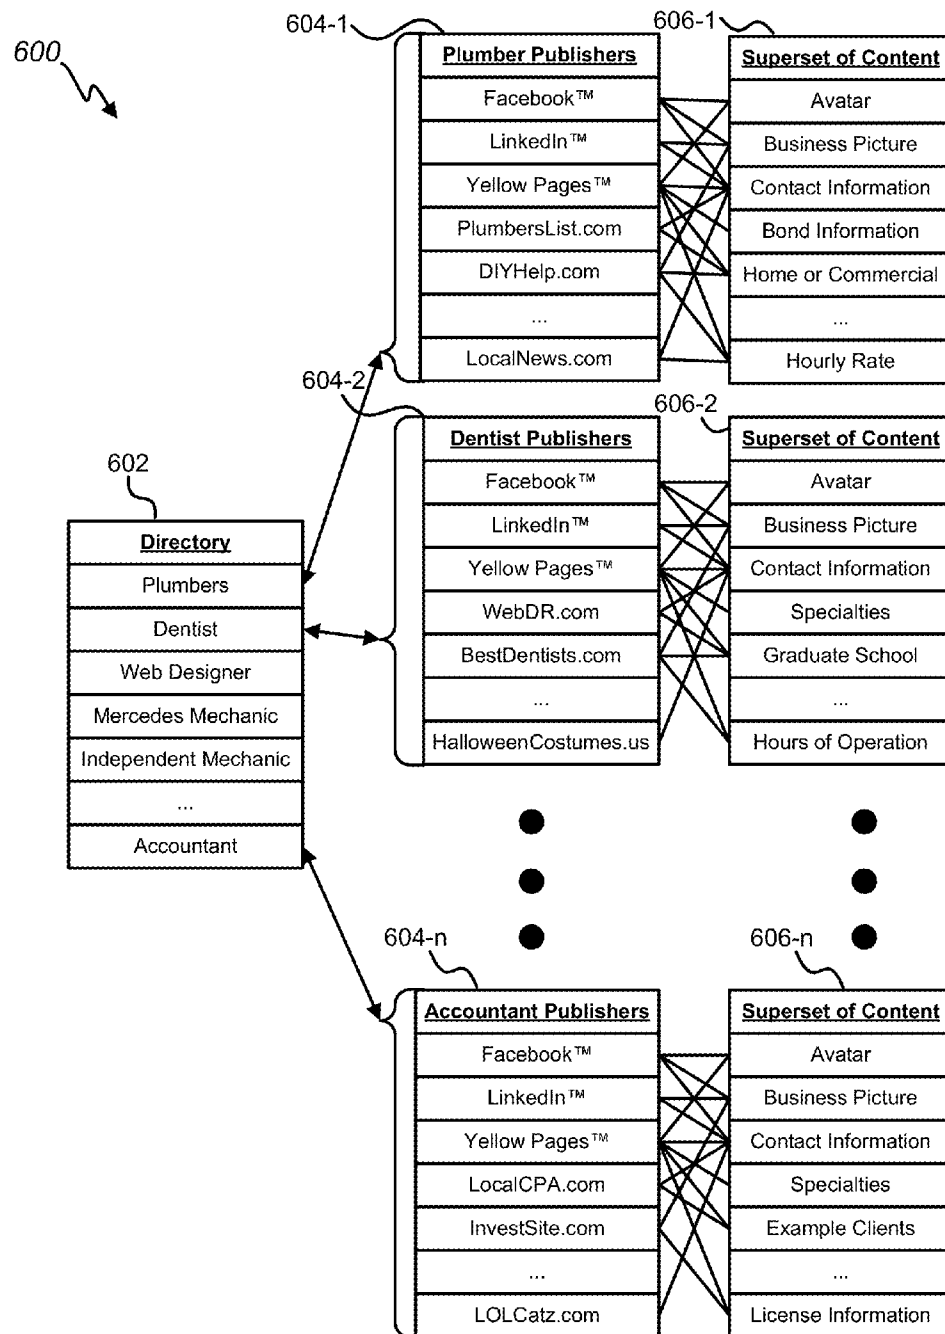 600
604-1
Plumber Publishers
Facebook™
LinkedIn™
Yellow Pages™
PlumbersList.com
DIYHelp.com
...
LocalNews.com
606-1
Superset of Content
Avatar
Business Picture
Contact Information
Bond Information
Home or Commercial
...
Hourly Rate
602
Directory
Plumbers
Dentist
Web Designer
Mercedes Mechanic
Independent Mechanic
...
Accountant
604-2
Dentist Publishers
Facebook™
LinkedIn™
Yellow Pages™
WebDR.com
BestDentists.com
...
HalloweenCostumes.us
606-2
Superset of Content
Avatar
Business Picture
Contact Information
Specialties
Graduate School
...
Hours of Operation
604-n
Accountant Publishers
Facebook™
LinkedIn™
Yellow Pages™
LocalCPA.com
InvestSite.com
...
LOLCatz.com
606-n
Superset of Content
Avatar
Business Picture
Contact Information
Specialties
Example Clients
...
License Information